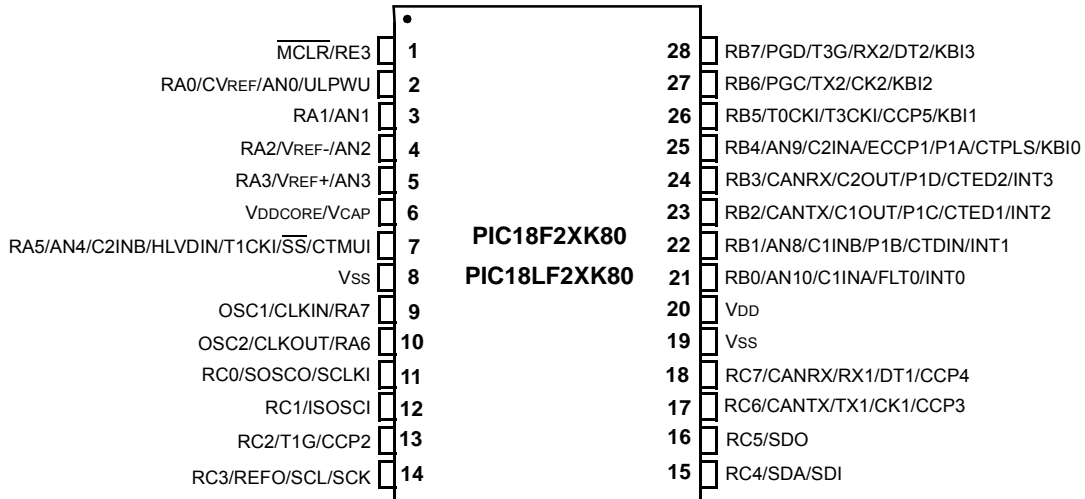 MCLR/RE3 1 28 RB7/PGD/T3G/RX2/DT2/KBI3
RA0/CVREF/AN0/ULPWU 2 27 RB6/PGC/TX2/CK2/KBI2
RA1/AN1 3 26 RB5/T0CKI/T3CKI/CCP5/KBI1
RA2/VREF-/AN2 4 25 RB4/AN9/C2INA/ECCP1/P1A/CTPLS/KBI0
RA3/VREF+/AN3 5 24 RB3/CANRX/C2OUT/P1D/CTED2/INT3
VDDCORE/VCAP 6 23 RB2/CANTX/C1OUT/P1C/CTED1/INT2
RA5/AN4/C2INB/HLVDIN/T1CKI/SS/CTMUI 7 PIC18F2XK80 22 RB1/AN8/C1INB/P1B/CTDIN/INT1
VSS 8 PIC18LF2XK80 21 RB0/AN10/C1INA/FLT0/INT0
OSC1/CLKIN/RA7 9 20 VDD
OSC2/CLKOUT/RA6 10 19 VSS
RC0/SOSCO/SCLKI 11 18 RC7/CANRX/RX1/DT1/CCP4
RC1/ISOSCI 12 17 RC6/CANTX/TX1/CK1/CCP3
RC2/T1G/CCP2 13 16 RC5/SDO
RC3/REFO/SCL/SCK 14 15 RC4/SDA/SDI